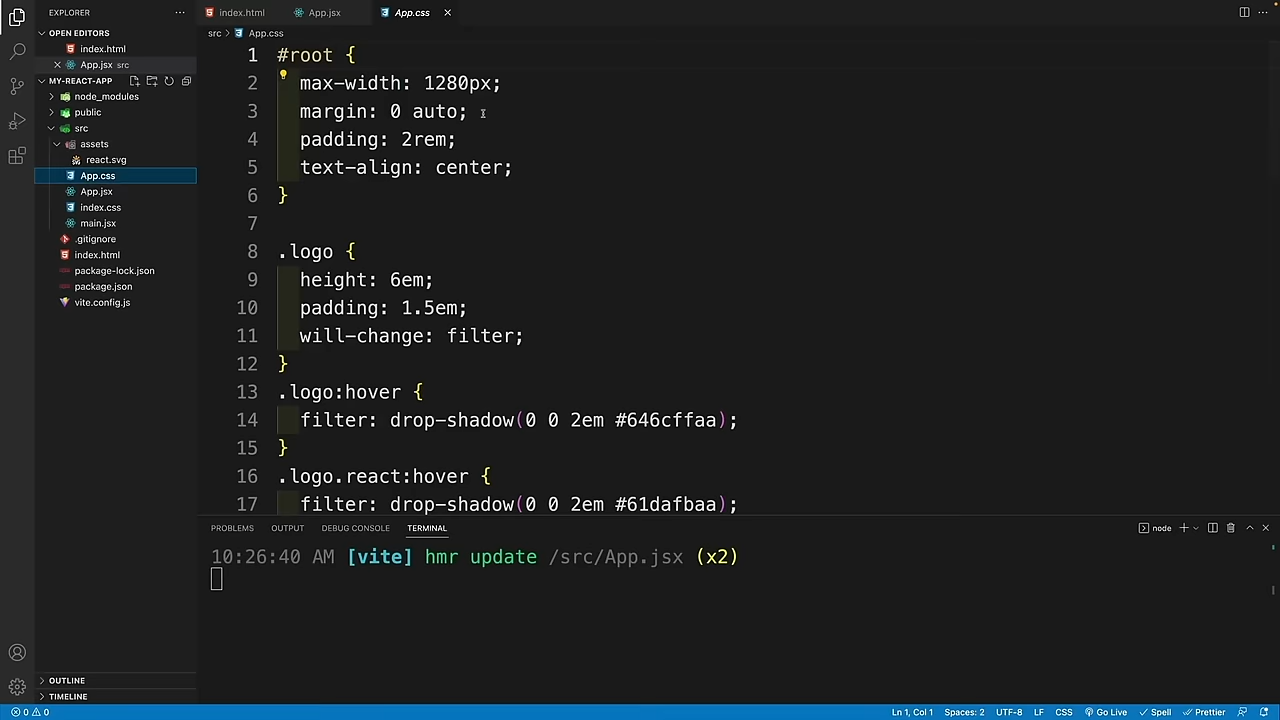 EXPLORER
OPEN EDITORS
index.html
App.jsx src
MY-REACT-APP
node_modules
public
src
assets
react.svg
App.css
App.jsx
index.css
main.jsx
.gitignore
index.html
package-lock.json
package.json
vite.config.js
OUTLINE
TIMELINE
index.html App.jsx App.css
src > App.css
1 #root {
2 max-width: 1280px;
3 margin: 0 auto;
4 padding: 2rem;
5 text-align: center;
6 }
7
8 .logo {
9 height: 6em;
10 padding: 1.5em;
11 will-change: filter;
12 }
13 .logo:hover {
14 filter: drop-shadow(0 0 2em #646cffaa);
15 }
16 .logo.react:hover {
17 filter: drop-shadow(0 0 2em #61dafbaa);
PROBLEMS OUTPUT DEBUG CONSOLE TERMINAL node
10:26:40 AM [vite] hmr update /src/App.jsx (x2)
0 0 Ln 1, Col 1 Spaces: 2 UTF-8 LF CSS Go Live Spell Prettier